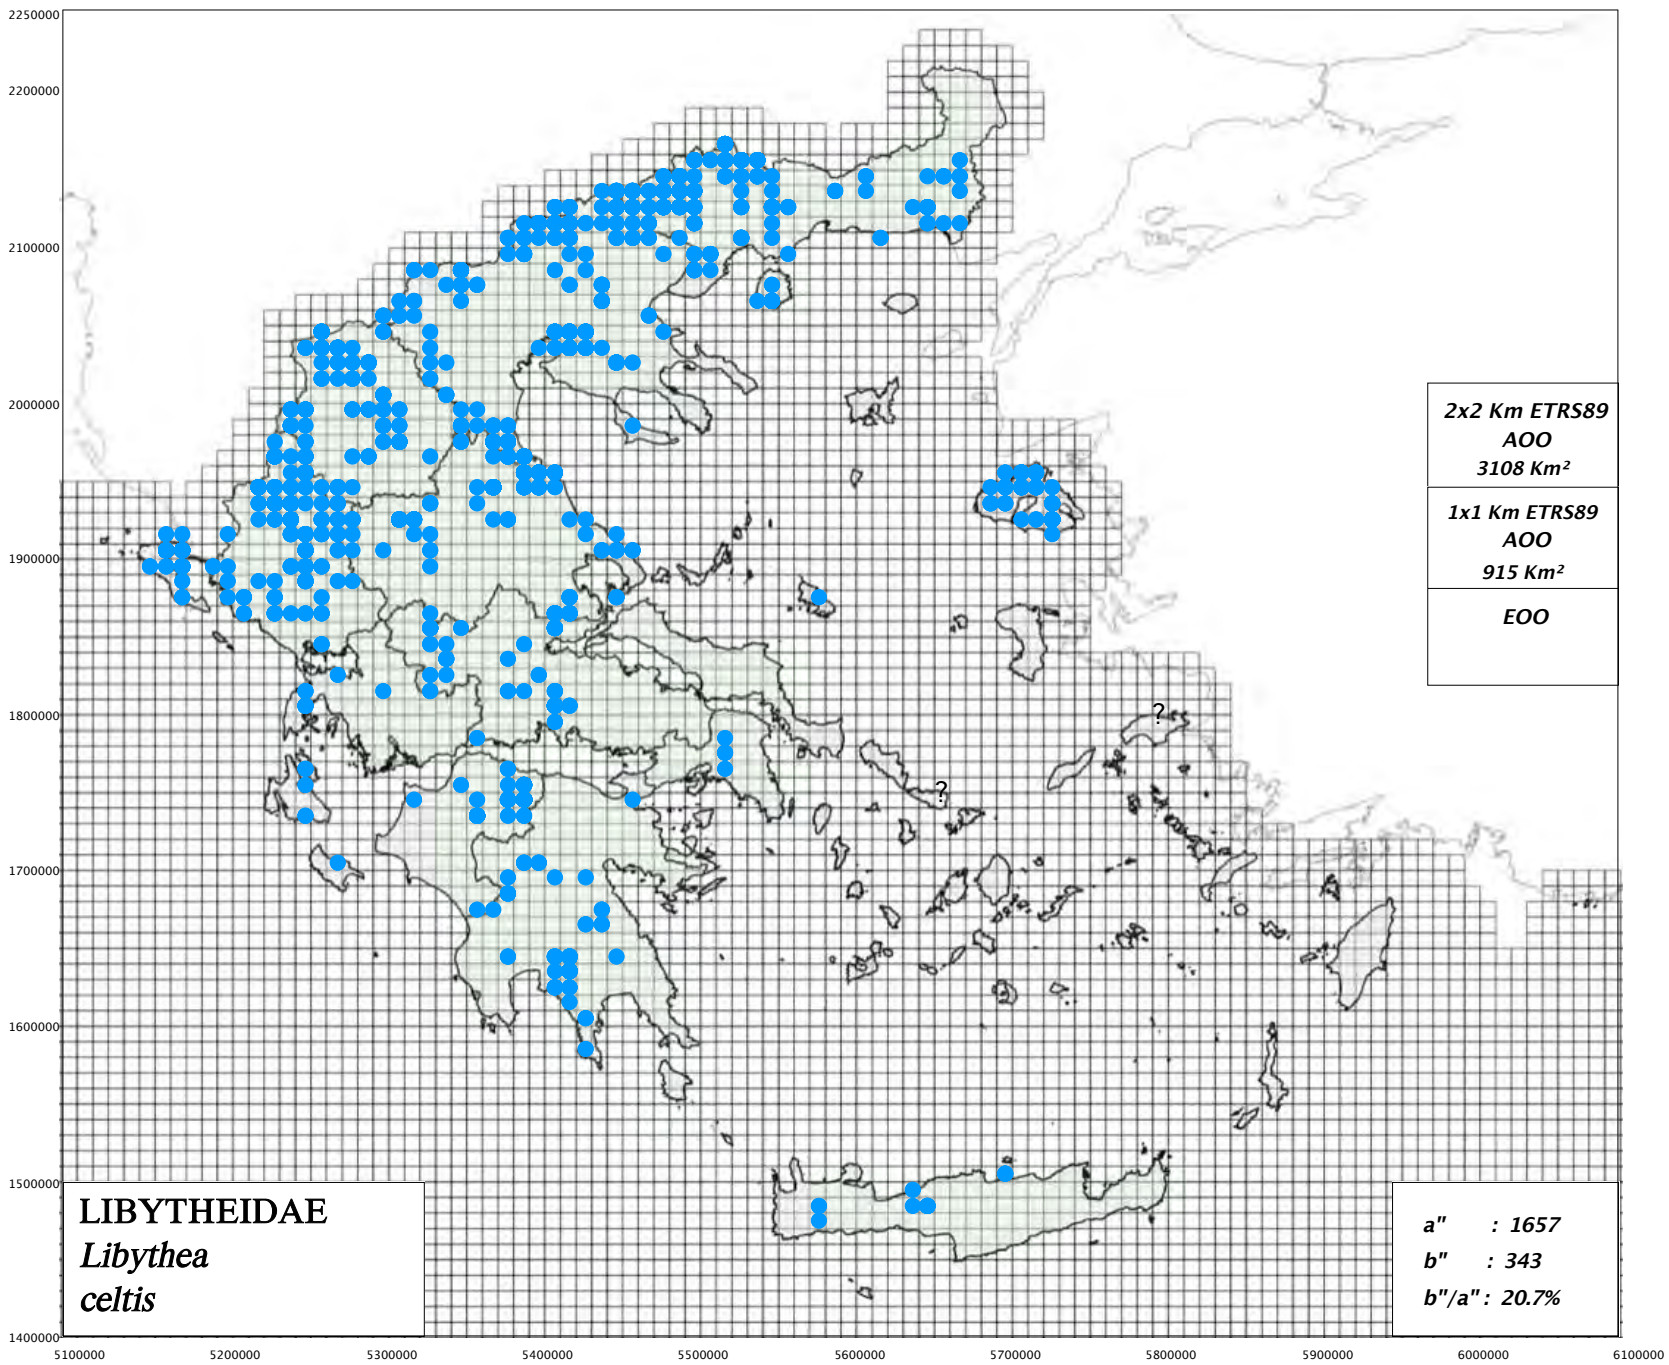 2250000
2200000
2100000
2000000
1900000
1800000
1700000
1600000
1500000
1400000
5100000
5200000
5300000
5400000
5500000
5600000
5700000
5800000
5900000
6000000
6100000
?
?
2x2 Km ETRS89
AOO
3108 Km²
1x1 Km ETRS89
AOO
915 Km²
EOO
LIBYTHEIDAE
Libythea
celtis
a" : 1657
b" : 343
b"/a" : 20.7%